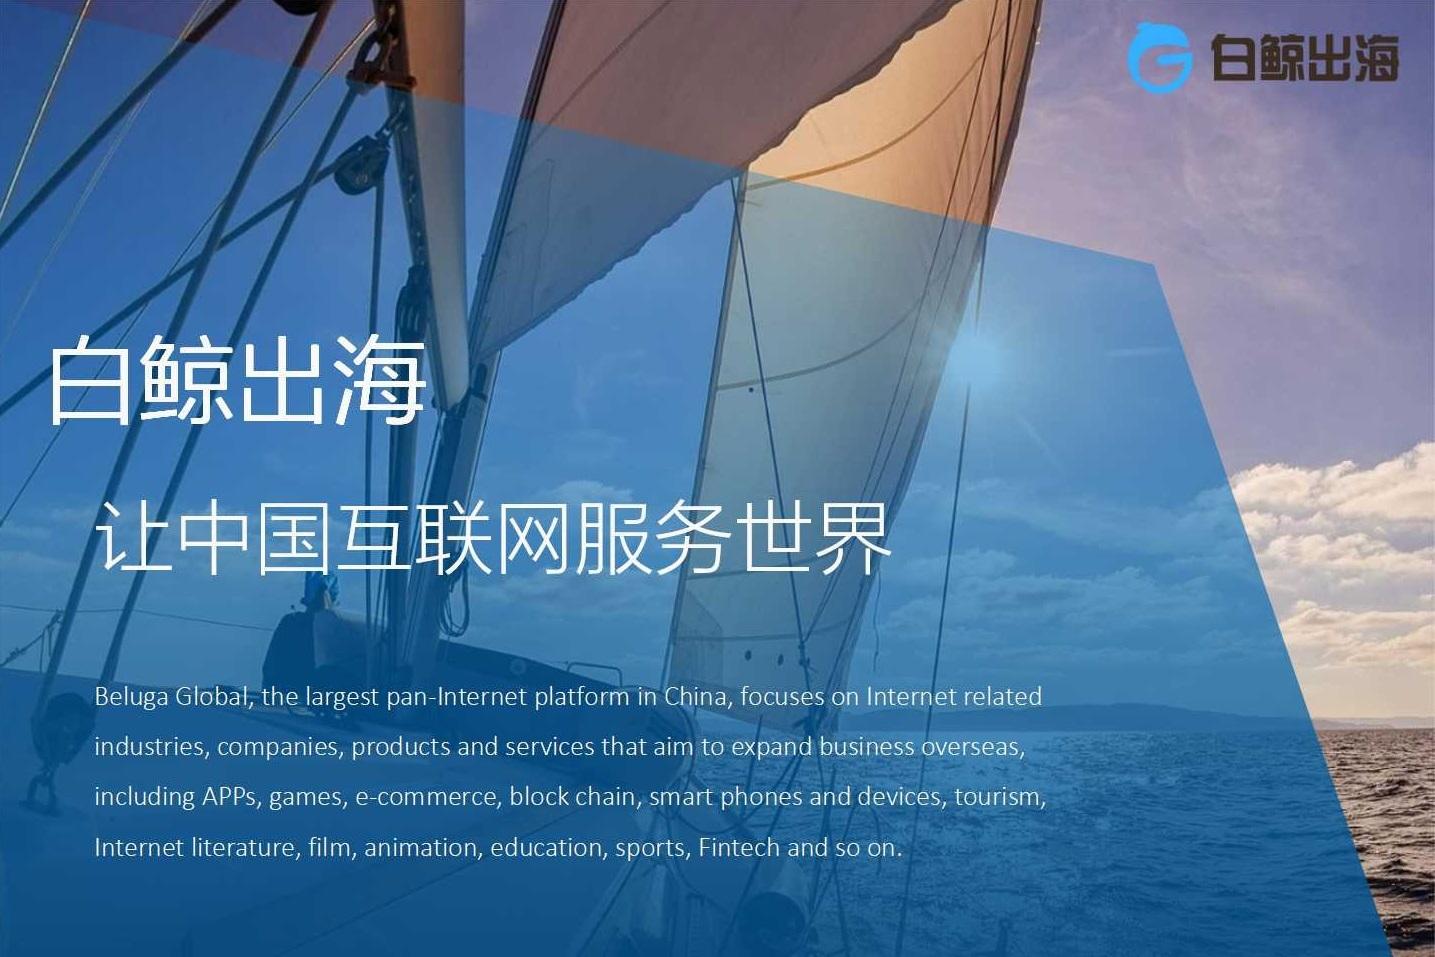 白鲸出海
白鲸出海
让中国互联网服务世界
Beluga Global, the largest pan-Internet platform in China, focuses on Internet related
industries, companies, products and services that aim to expand business overseas,
including APPs, games, e-commerce, block chain, smart phones and devices, tourism,
Internet literature, film, animation, education, sports, Fintech and so on.